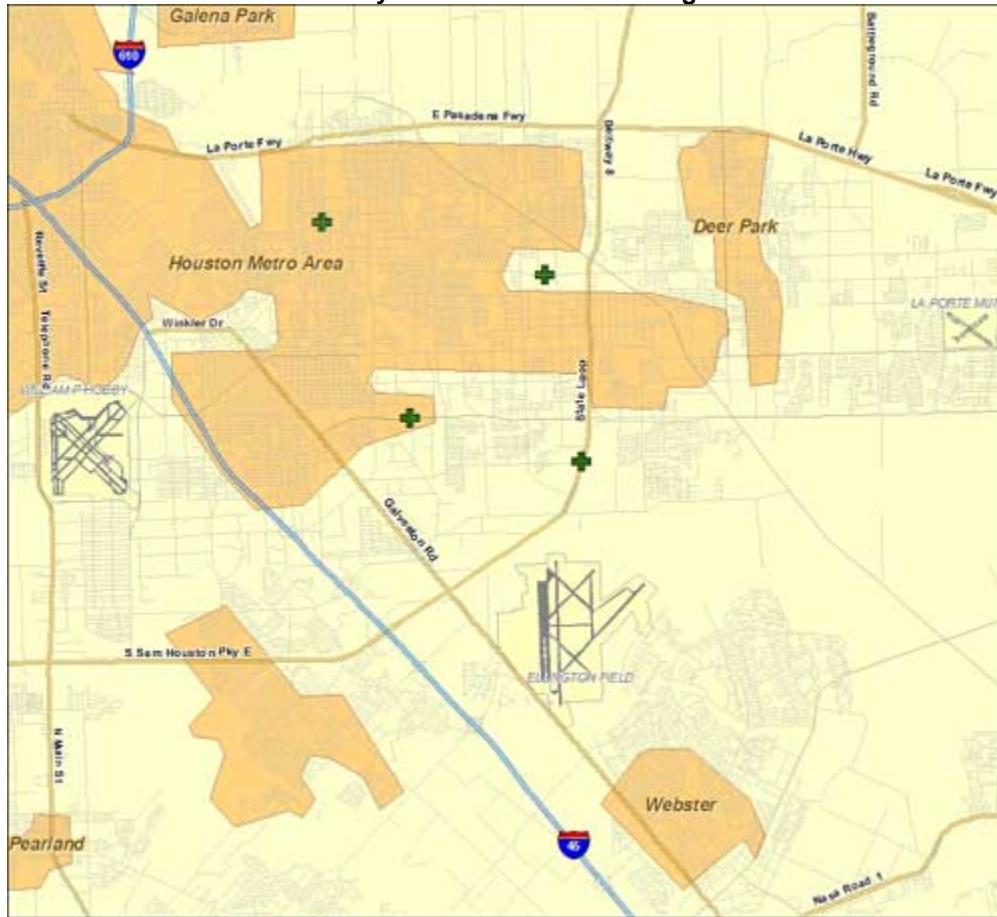 Galena Park
610
Battleground Rd
E Pasadena Fwy
La Porte Fwy
Beltway 8
La Porte Hwy
La Porte Fwy
Deer Park
Houston Metro Area
Reveille St
Telephone Rd
Winkler Dr
LA PORTE MUN
State Loop
WILLIAM P HOBBY
Galveston Rd
S Sam Houston Pky E
ELLINGTON FIELD
N Main St
Webster
Pearland
45
Nasa Road 1